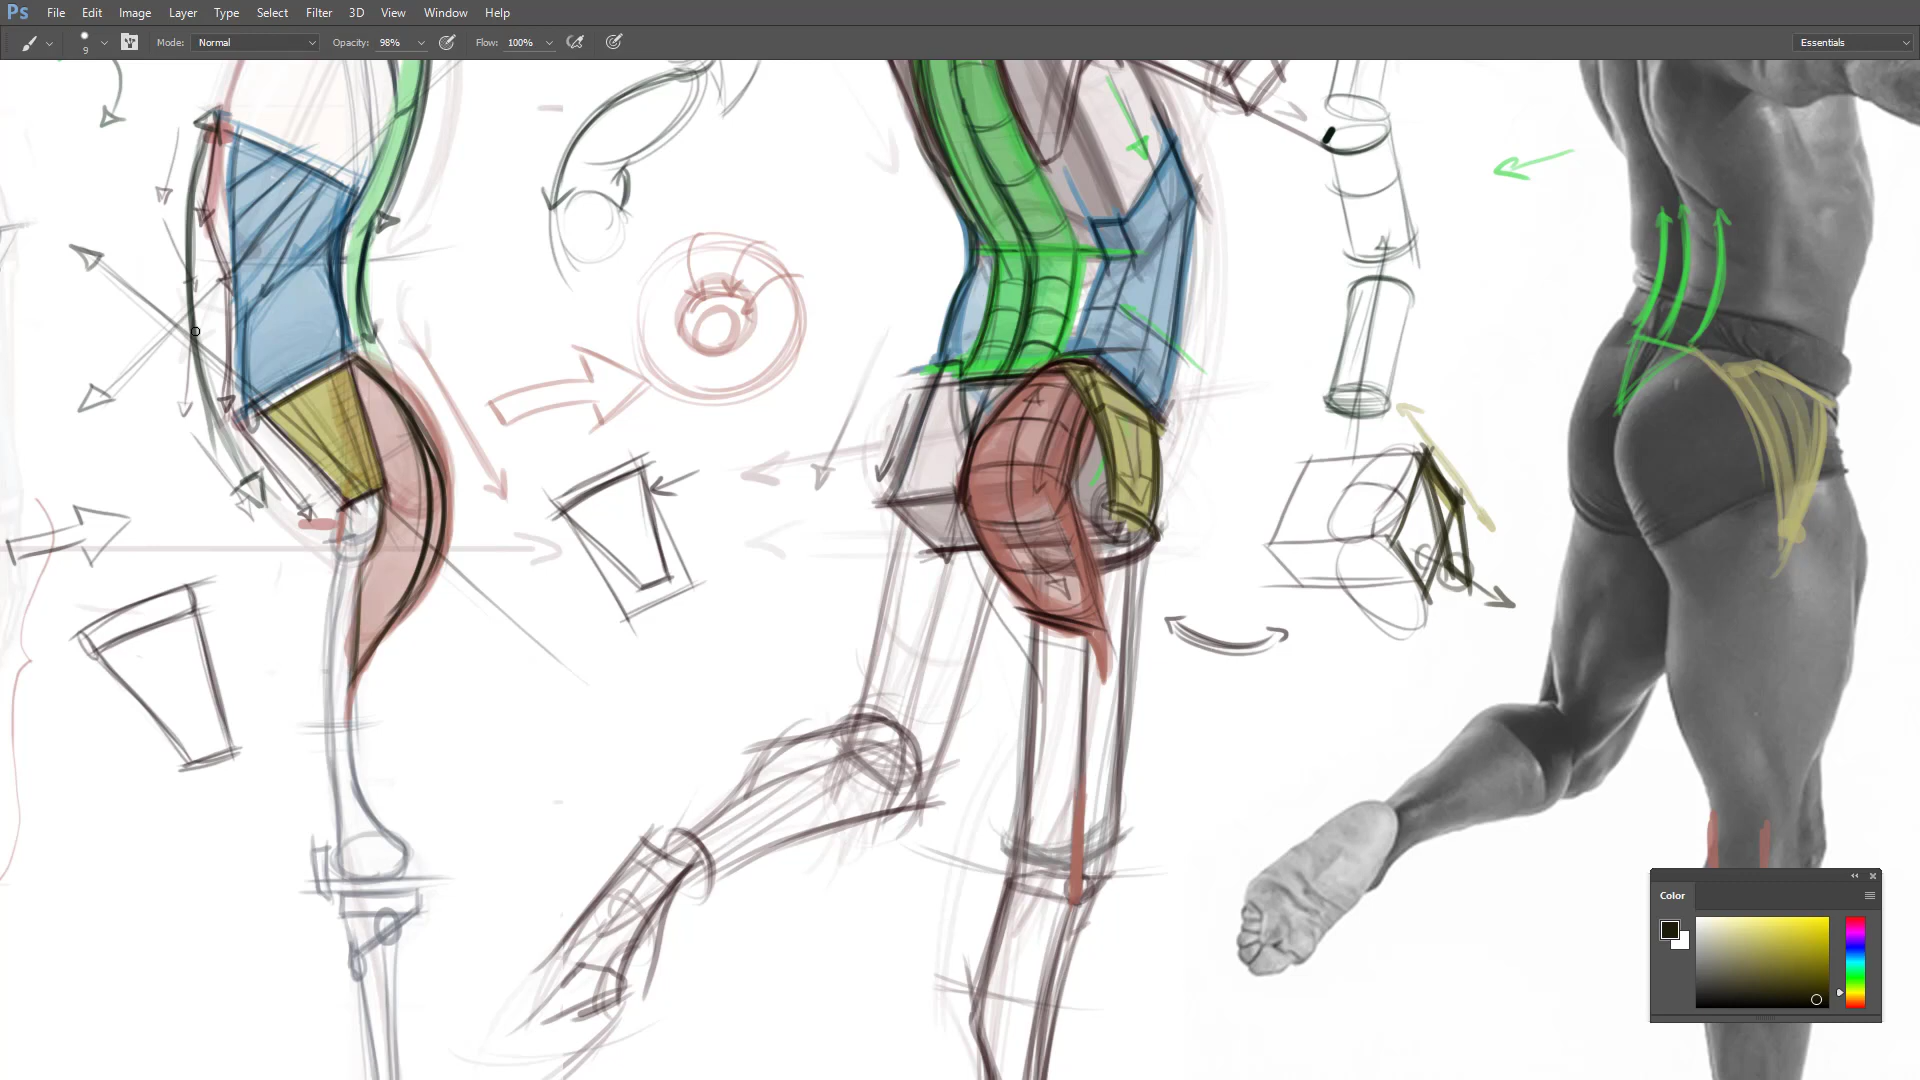 Ps File Edit Image Layer Type Select Filter 3D View Window Help
9 Mode: Normal Opacity: 98% Flow: 100% Essentials
Color